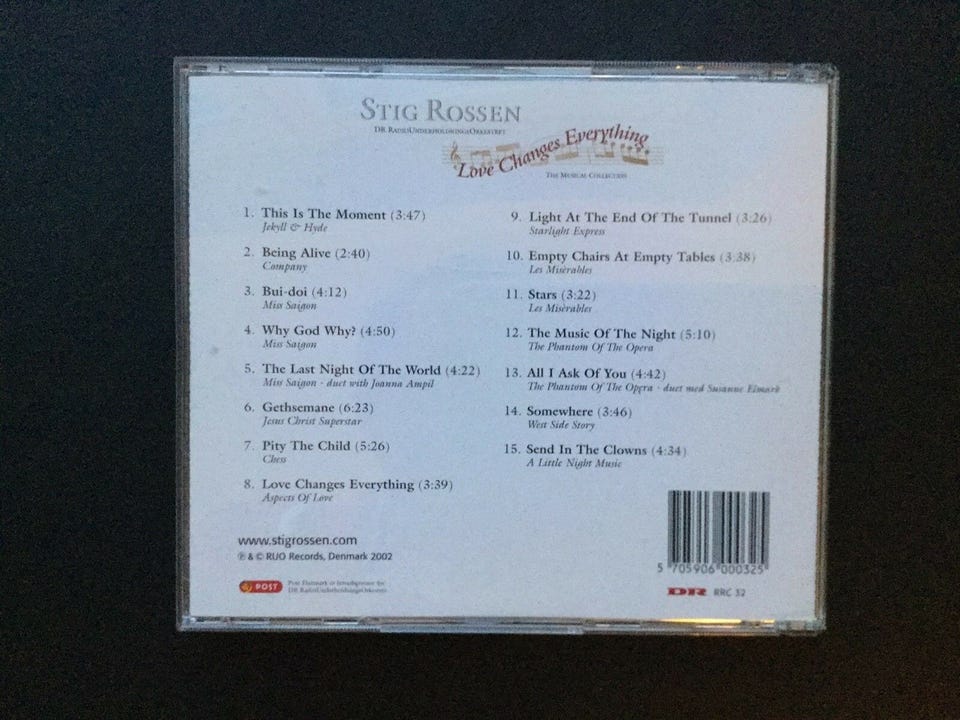 STIG ROSSEN
DR RADIOUNDERHOLDNINGSORKESTRET
Love Changes Everything
THE MUSICAL COLLECTION
1. This Is The Moment (3:47)
Jekyll & Hyde
2. Being Alive (2:40)
Company
3. Bui-doi (4:12)
Miss Saigon
4. Why God Why? (4:50)
Miss Saigon
5. The Last Night Of The World (4:22)
Miss Saigon - duet with Joanna Ampil
6. Gethsemane (6:23)
Jesus Christ Superstar
7. Pity The Child (5:26)
Chess
8. Love Changes Everything (3:39)
Aspects Of Love
9. Light At The End Of The Tunnel (3:26)
Starlight Express
10. Empty Chairs At Empty Tables (3.38)
Les Misérables
11. Stars (3:22)
Les Misérables
12. The Music Of The Night (5:10)
The Phantom Of The Opera
13. All I Ask Of You (4:42)
The Phantom Of The Opera - duet med Susanne Elmark
14. Somewhere (3:46)
West Side Story
15. Send In The Clowns (4:34)
A Little Night Music
www.stigrossen.com
℗ & © RUO Records, Denmark 2002
POST
Post Danmark er hovedsponsor for
DR RadioUnderholdningsOrkestret
5 705906 000325
DR RRC 32